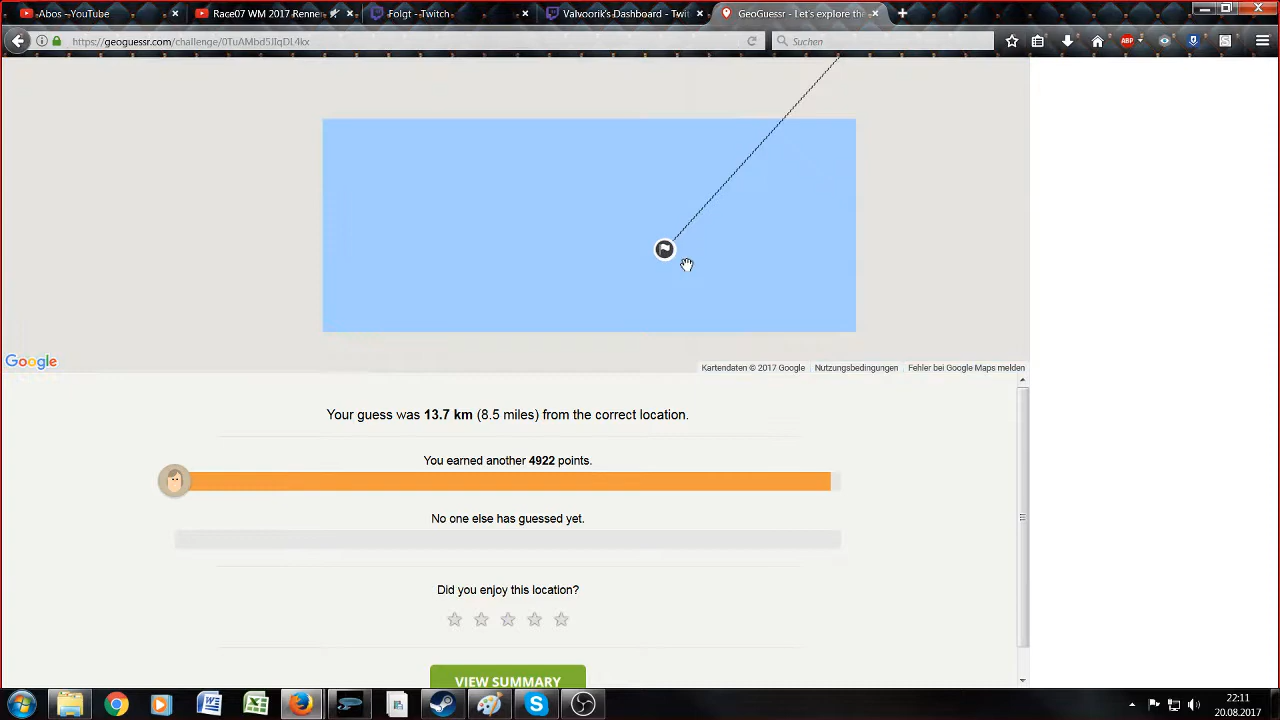 Abos –YouTube
Race07 WM 2017 Renne
Folgt - Twitch
Valvoorik's Dashboard - Twit
GeoGuessr - Let's explore the
https://geoguessr.com/challenge/0TuAMbd5JIqDL4kx
Suchen
ABP
Google
Kartendaten © 2017 Google
Nutzungsbedingungen
Fehler bei Google Maps melden
Your guess was 13.7 km (8.5 miles) from the correct location.
You earned another 4922 points.
No one else has guessed yet.
Did you enjoy this location?
VIEW SUMMARY
22:11
20.08.2017